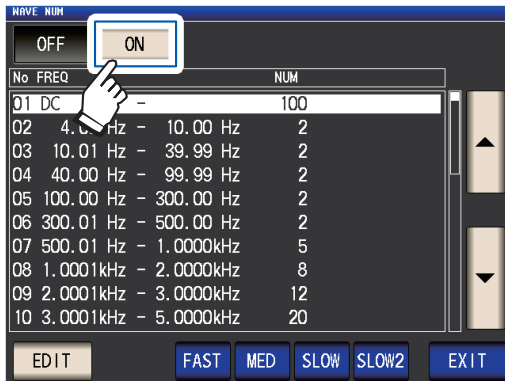 WAVE NUM
OFF ON
No FREQ NUM
01 DC - 100
02 4. Hz - 10.00 Hz 2
03 10.01 Hz - 39.99 Hz 2
04 40.00 Hz - 99.99 Hz 2
05 100.00 Hz - 300.00 Hz 2
06 300.01 Hz - 500.00 Hz 2
07 500.01 Hz - 1.0000kHz 5
08 1.0001kHz - 2.0000kHz 8
09 2.0001kHz - 3.0000kHz 12
10 3.0001kHz - 5.0000kHz 20
EDIT FAST MED SLOW SLOW2 EXIT